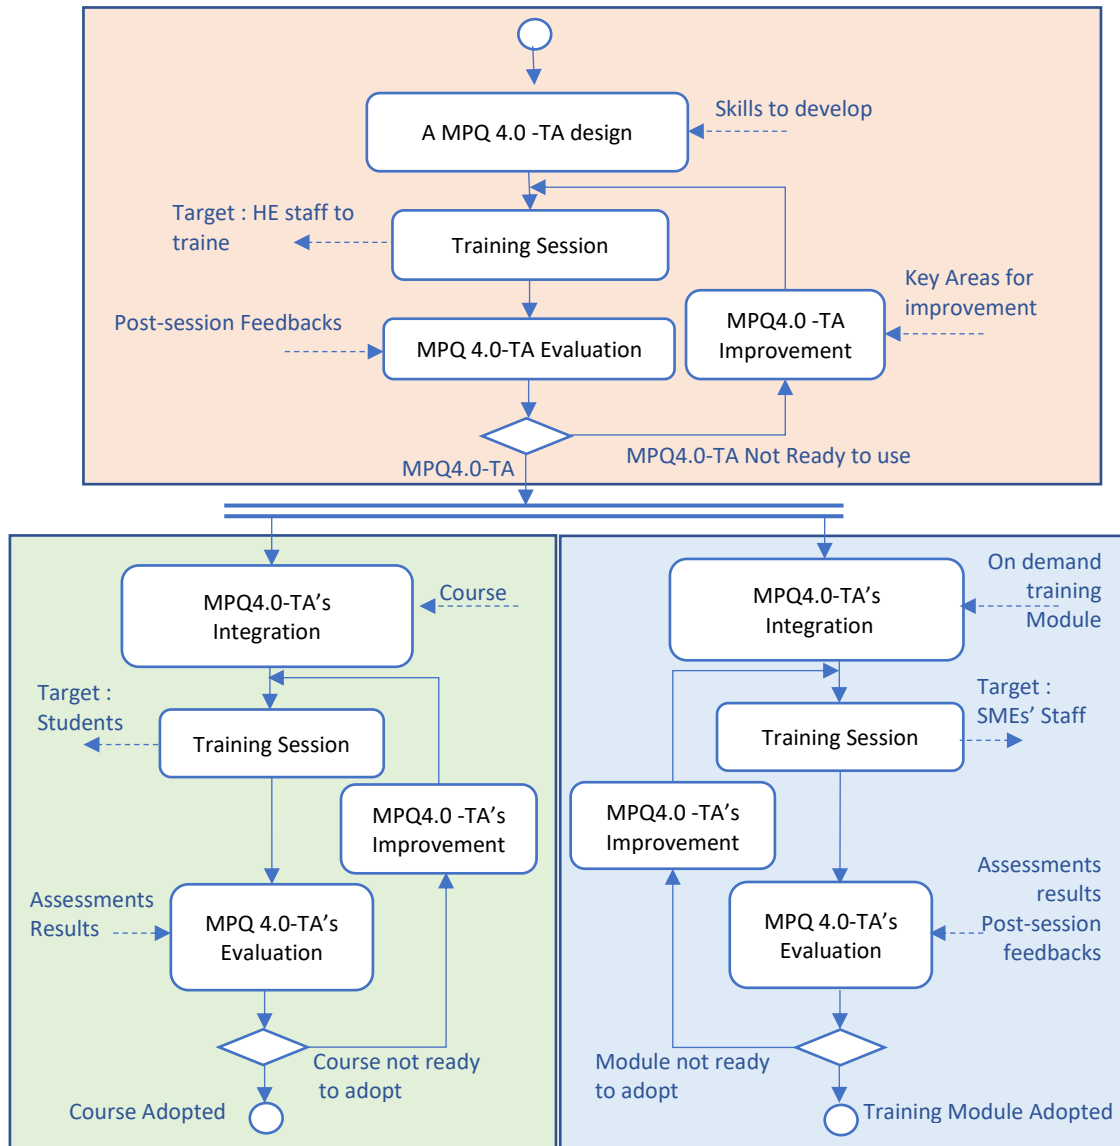 A MPQ 4.0 -TA design
Skills to develop
Target : HE staff to
traine
Training Session
Key Areas for
improvement
Post-session Feedbacks
MPQ 4.0-TA Evaluation
MPQ4.0 -TA
Improvement
MPQ4.0-TA
MPQ4.0-TA Not Ready to use
MPQ4.0-TA's
Integration
Course
Target :
Students
Training Session
MPQ4.0 -TA's
Improvement
Assessments
Results
MPQ 4.0-TA's
Evaluation
Course not ready
to adopt
Course Adopted
MPQ4.0-TA's
Integration
On demand
training
Module
Target :
SMEs' Staff
Training Session
MPQ4.0 -TA's
Improvement
Assessments
results
Post-session
feedbacks
MPQ 4.0-TA's
Evaluation
Module not ready
to adopt
Training Module Adopted